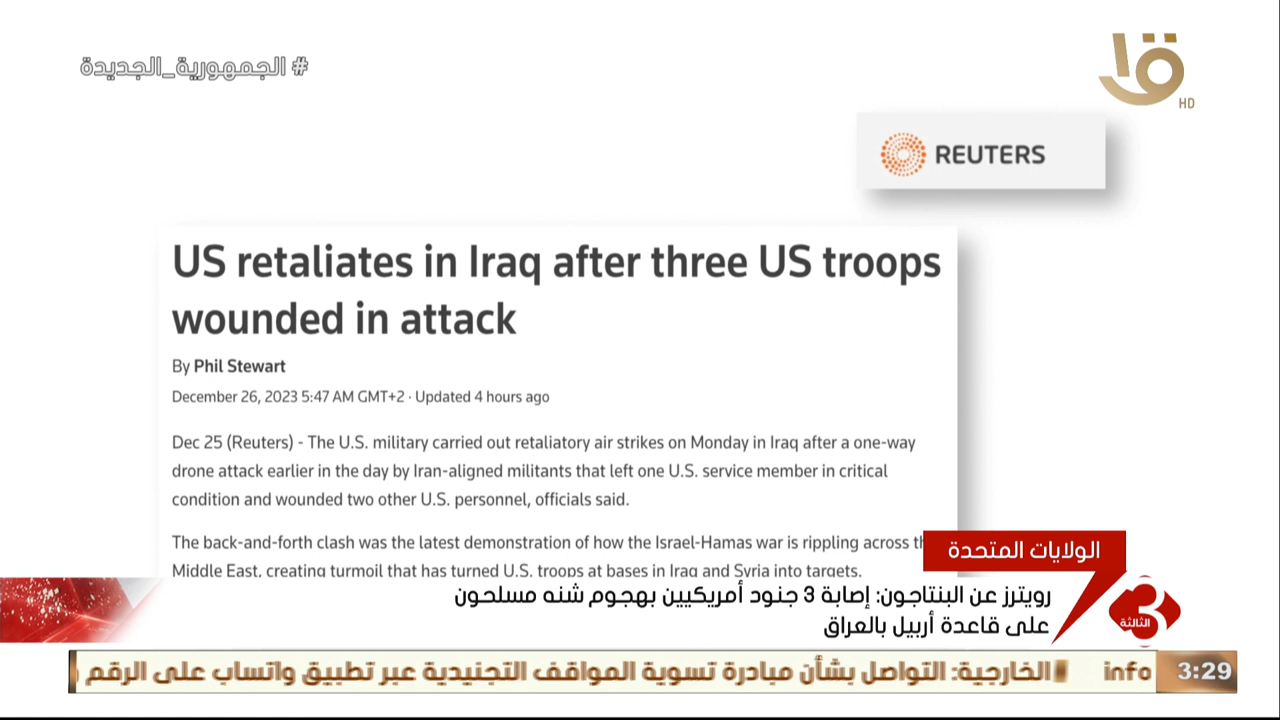 # الجمهورية_الجديدة
HD
REUTERS
US retaliates in Iraq after three US troops
wounded in attack
By Phil Stewart
December 26, 2023 5:47 AM GMT+2 · Updated 4 hours ago
Dec 25 (Reuters) - The U.S. military carried out retaliatory air strikes on Monday in Iraq after a one-way
drone attack earlier in the day by Iran-aligned militants that left one U.S. service member in critical
condition and wounded two other U.S. personnel, officials said.
The back-and-forth clash was the latest demonstration of how the Israel-Hamas war is rippling across
Middle East, creating turmoil that has turned U.S. troops at bases in Iraq and Syria into targets.
الولايات المتحدة
رويترز عن البنتاجون: إصابة 3 جنود أمريكيين بهجوم شنه مسلحون
على قاعدة أربيل بالعراق
3 الثالثة
الخارجية: التواصل بشأن مبادرة تسوية المواقف التجنيدية عبر تطبيق واتساب على الرقم
info 3:29